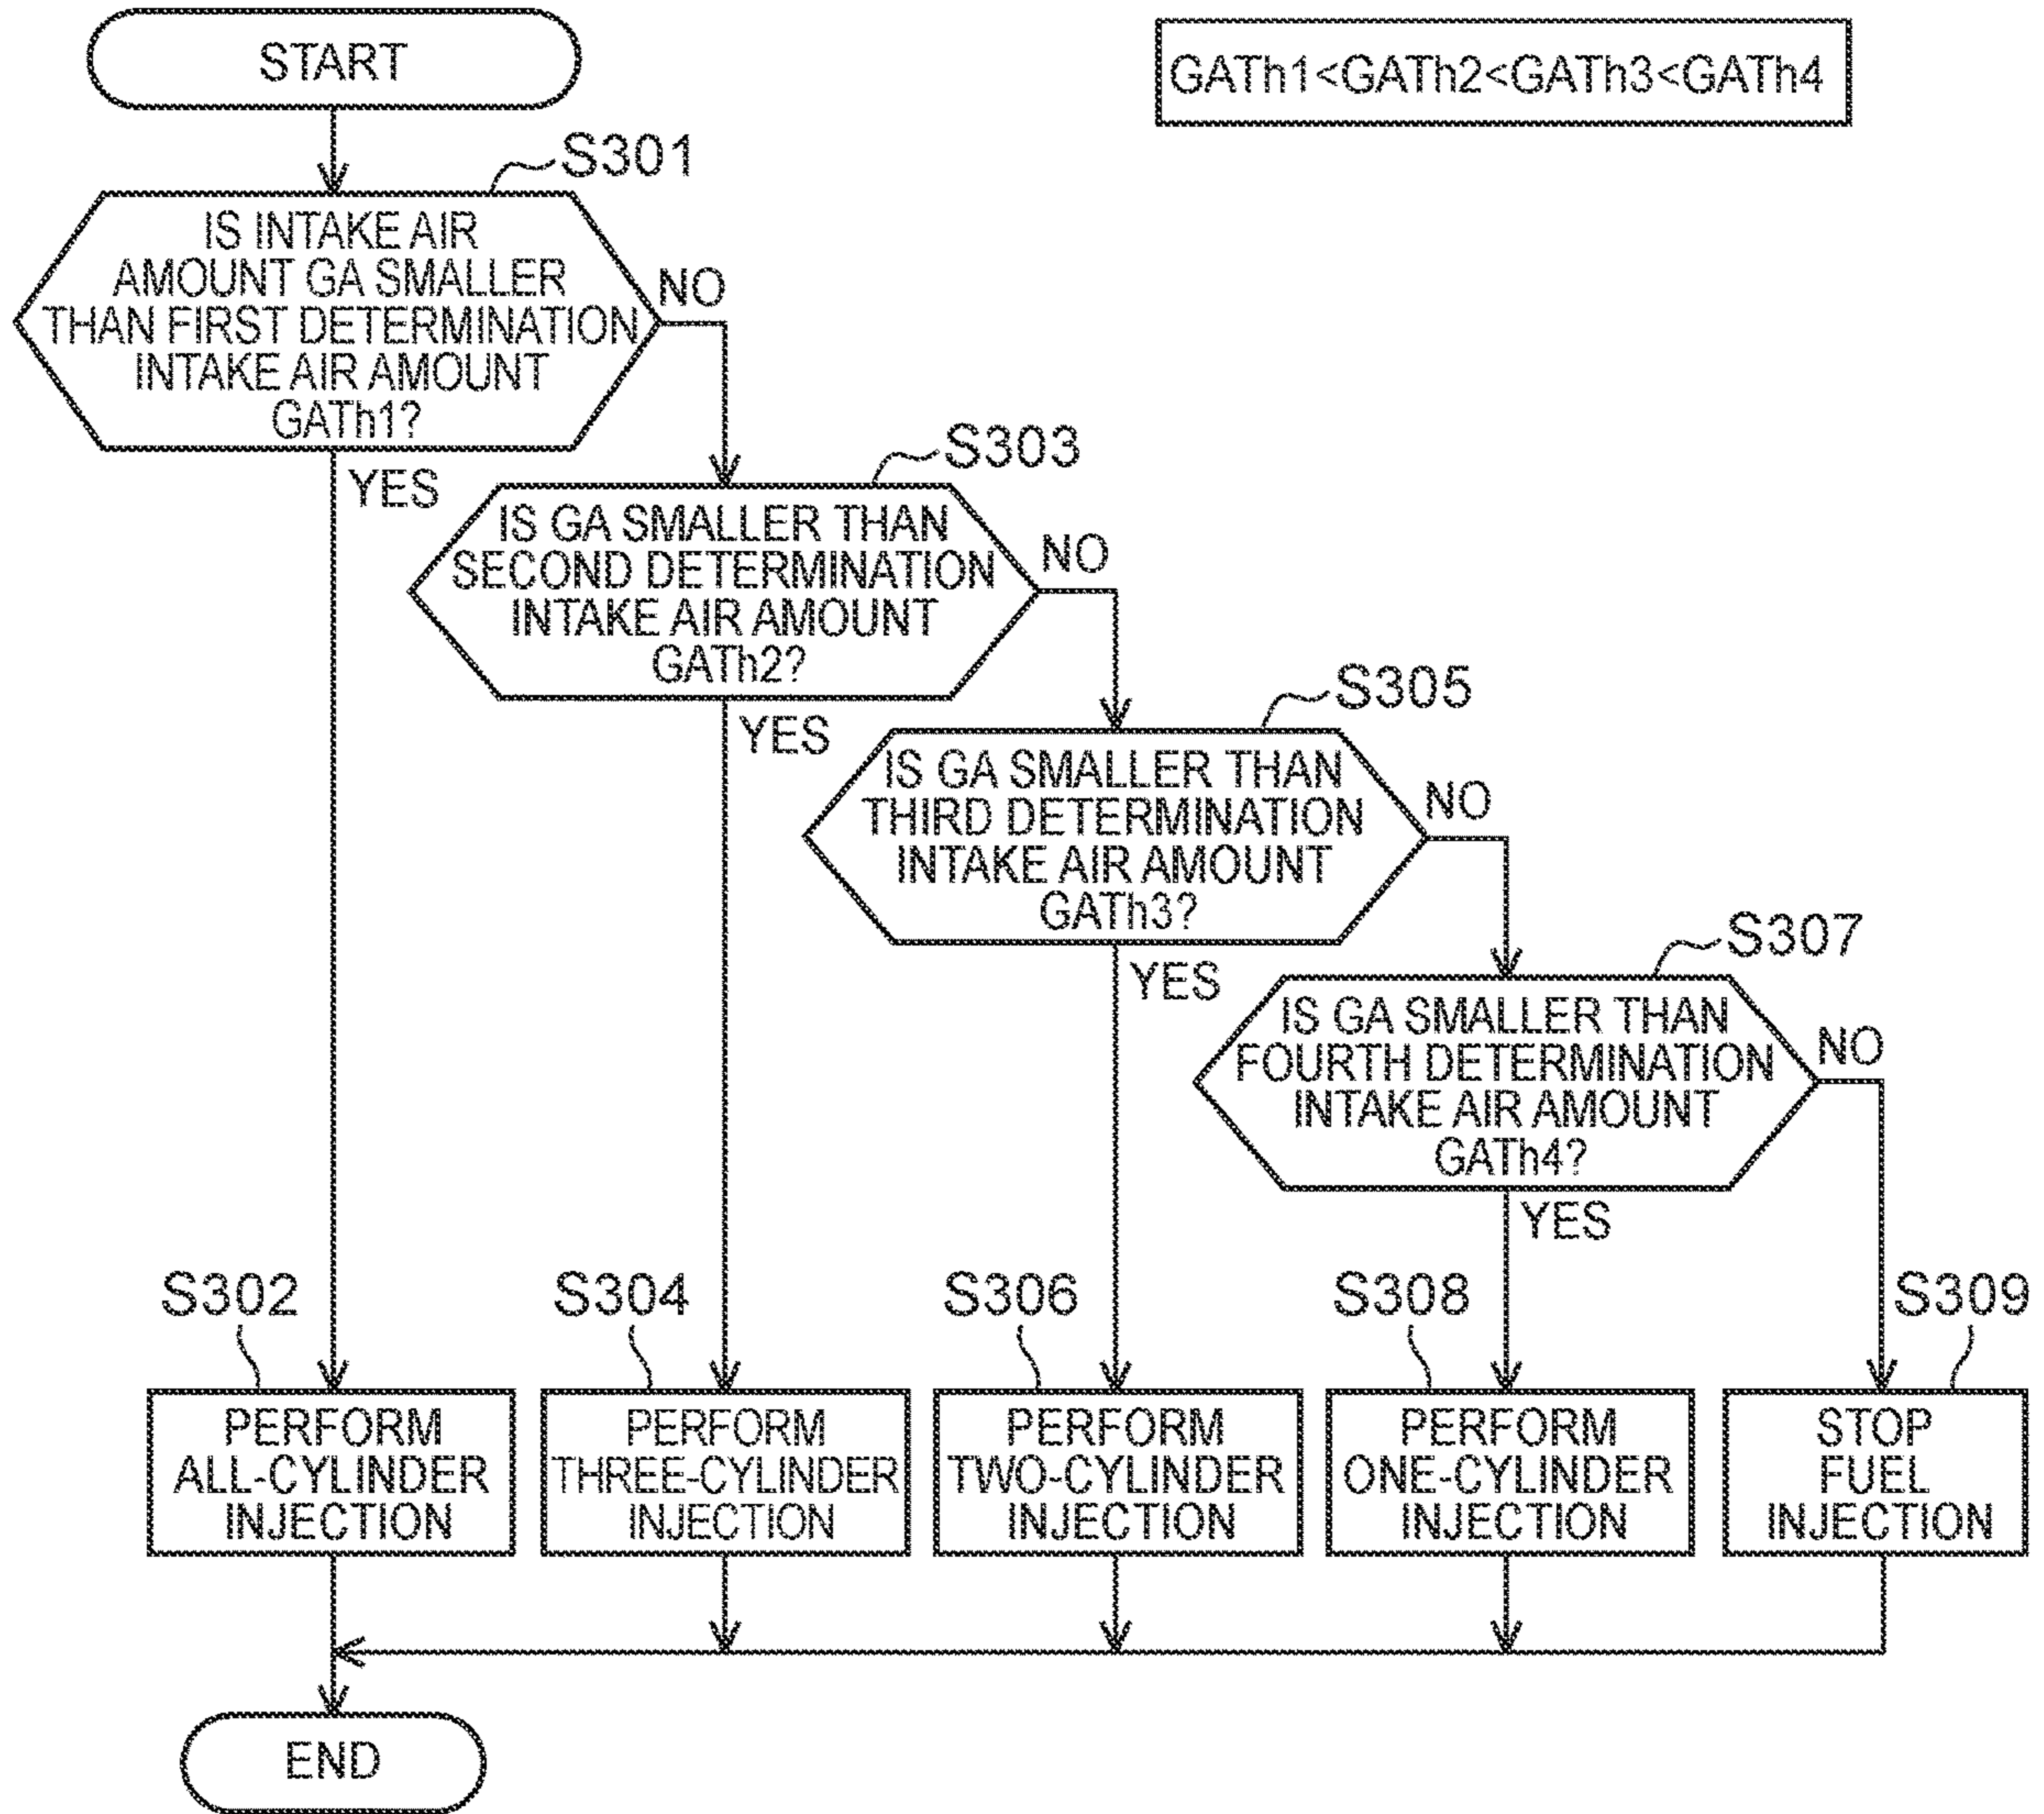 START
GATh1<GATh2<GATh3<GATh4
S301
IS INTAKE AIR
AMOUNT GA SMALLER
THAN FIRST DETERMINATION
INTAKE AIR AMOUNT
GATh1?
NO
YES
S303
IS GA SMALLER THAN
SECOND DETERMINATION
INTAKE AIR AMOUNT
GATh2?
NO
YES
S305
IS GA SMALLER THAN
THIRD DETERMINATION
INTAKE AIR AMOUNT
GATh3?
NO
YES
S307
IS GA SMALLER THAN
FOURTH DETERMINATION
INTAKE AIR AMOUNT
GATh4?
NO
YES
S302
PERFORM
ALL-CYLINDER
INJECTION
S304
PERFORM
THREE-CYLINDER
INJECTION
S306
PERFORM
TWO-CYLINDER
INJECTION
S308
PERFORM
ONE-CYLINDER
INJECTION
S309
STOP
FUEL
INJECTION
END